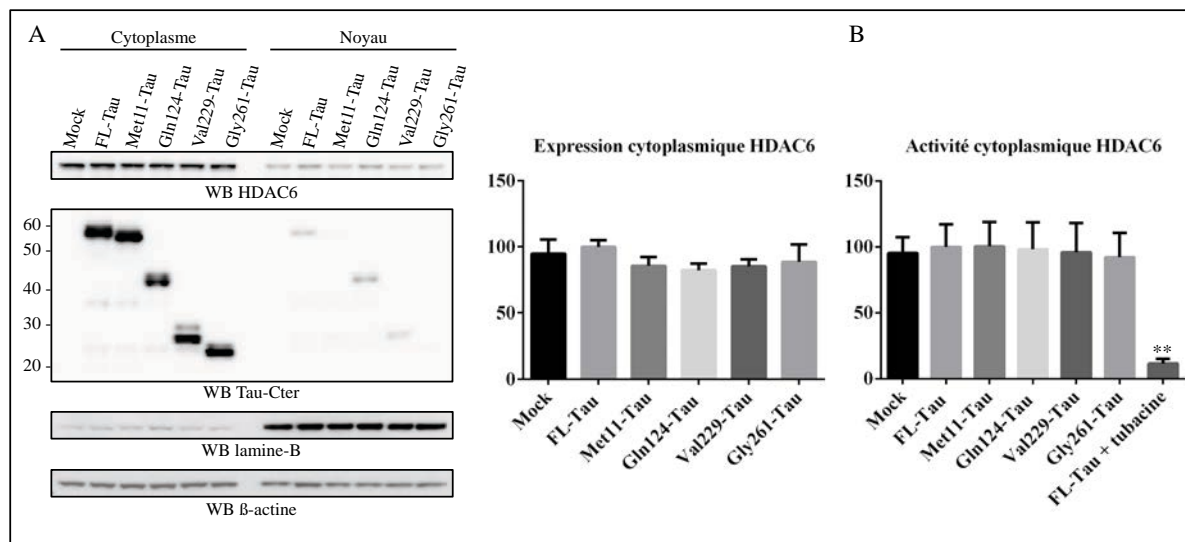 A
Cytoplasme
Noyau
Mock
FL-Tau
Met11-Tau
Gln124-Tau
Val229-Tau
Gly261-Tau
Mock
FL-Tau
Met11-Tau
Gln124-Tau
Val229-Tau
Gly261-Tau
WB HDAC6
60
50
40
30
20
WB Tau-Cter
WB lamine-B
WB ß-actine
Expression cytoplasmique HDAC6
150
100
50
0
Mock
FL-Tau
Met11-Tau
Gln124-Tau
Val229-Tau
Gly261-Tau
B
Activité cytoplasmique HDAC6
150
100
50
0
**
Mock
FL-Tau
Met11-Tau
Gln124-Tau
Val229-Tau
Gly261-Tau
FL-Tau + tubacine